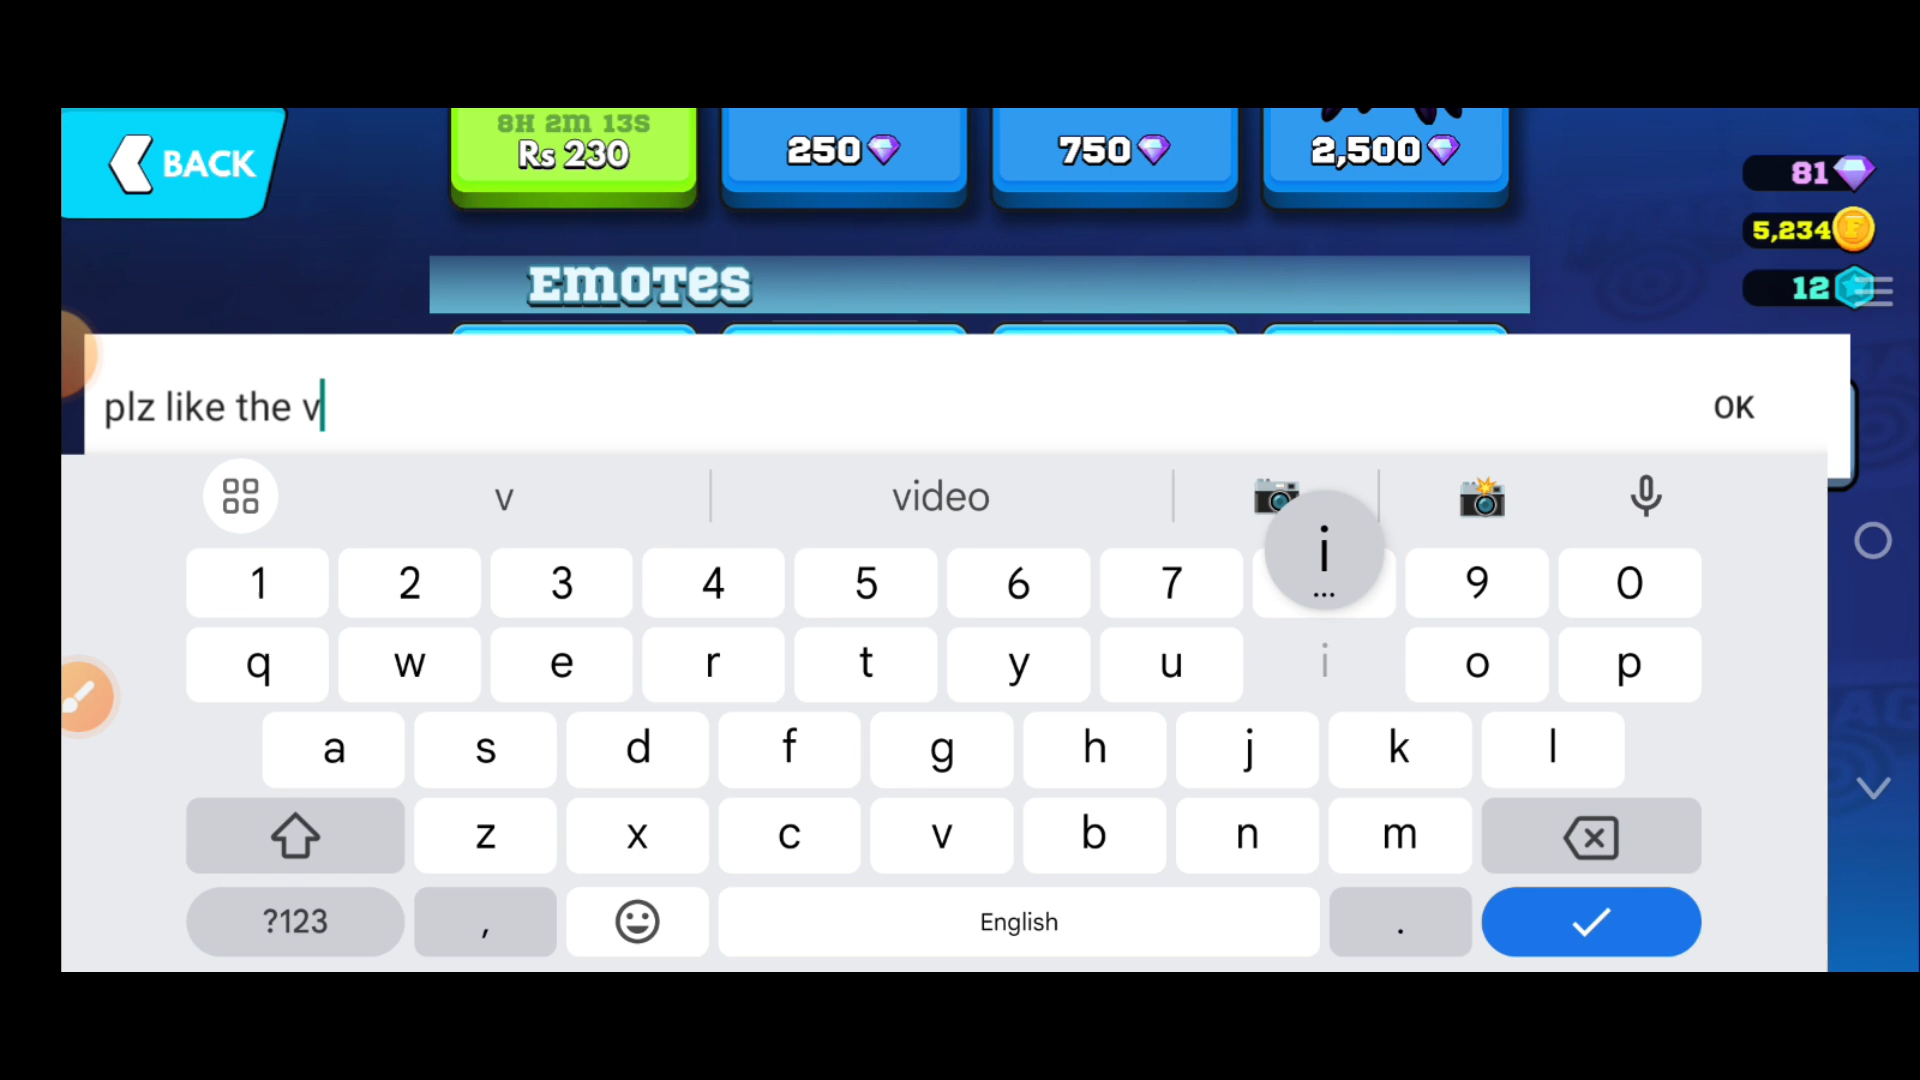 BACK
8H 2m 13s
Rs 230
250
750
2,500
81
5,234
12
Emotes
plz like the v
OK
v
video
i
...
1 2 3 4 5 6 7 9 0
q w e r t y u i o p
a s d f g h j k l
z x c v b n m
?123 , English .